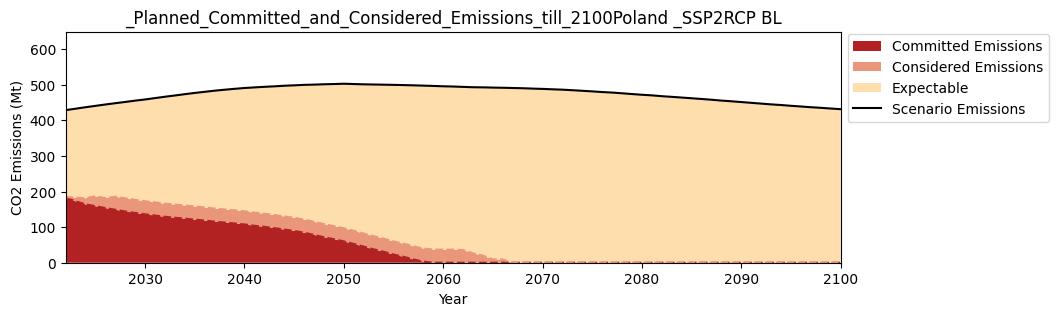 _Planned_Committed_and_Considered_Emissions_till_2100Poland _SSP2RCP BL
CO2 Emissions (Mt)
600
500
400
300
200
100
0
2030 2040 2050 2060 2070 2080 2090 2100
Year
Committed Emissions
Considered Emissions
Expectable
Scenario Emissions